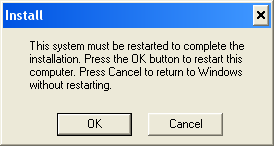 Install
This system must be restarted to complete the
installation. Press the OK button to restart this
computer. Press Cancel to return to Windows
without restarting.
OK
Cancel